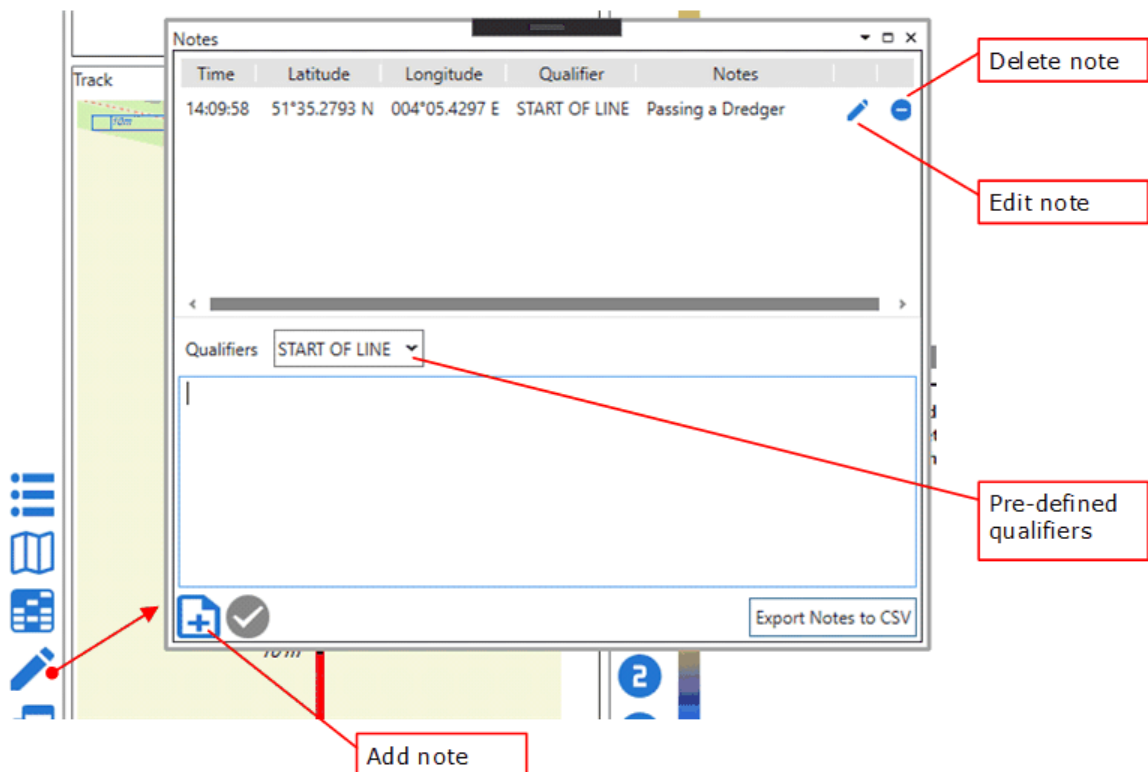 Notes
Delete note
Time Latitude Longitude Qualifier Notes
Track
14:09:58 51°35.2793 N 004°05.4297 E START OF LINE Passing a Dredger
10m
Edit note
Qualifiers START OF LINE
Pre-defined
qualifiers
Export Notes to CSV
10m
2
Add note